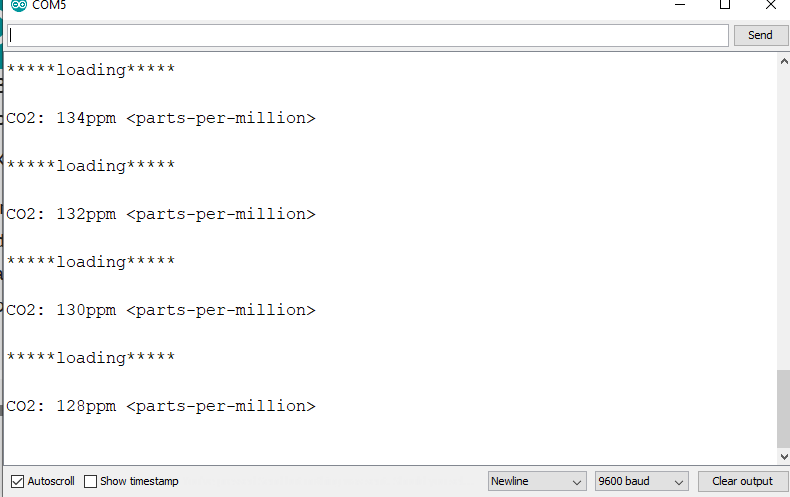 COM5
Send
*****loading*****
CO2: 134ppm <parts-per-million>
*****loading*****
CO2: 132ppm <parts-per-million>
*****loading*****
CO2: 130ppm <parts-per-million>
*****loading*****
CO2: 128ppm <parts-per-million>
Autoscroll Show timestamp Newline 9600 baud Clear output